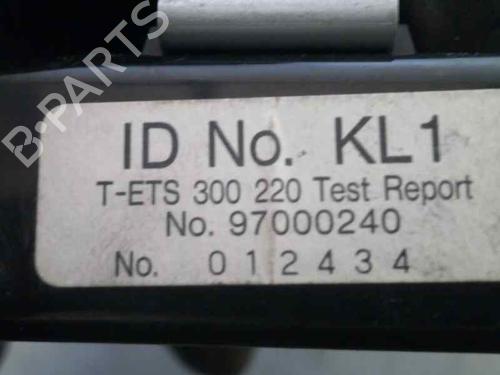 B-PARTS
ID No. KL1
T-ETS 300 220 Test Report
No. 97000240
No. 012434